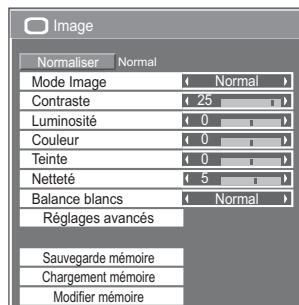 Image
Normaliser Normal
Mode Image Normal
Contraste 25
Luminosité 0
Couleur 0
Teinte 0
Netteté 5
Balance blancs Normal
Réglages avancés
Sauvegarde mémoire
Chargement mémoire
Modifier mémoire